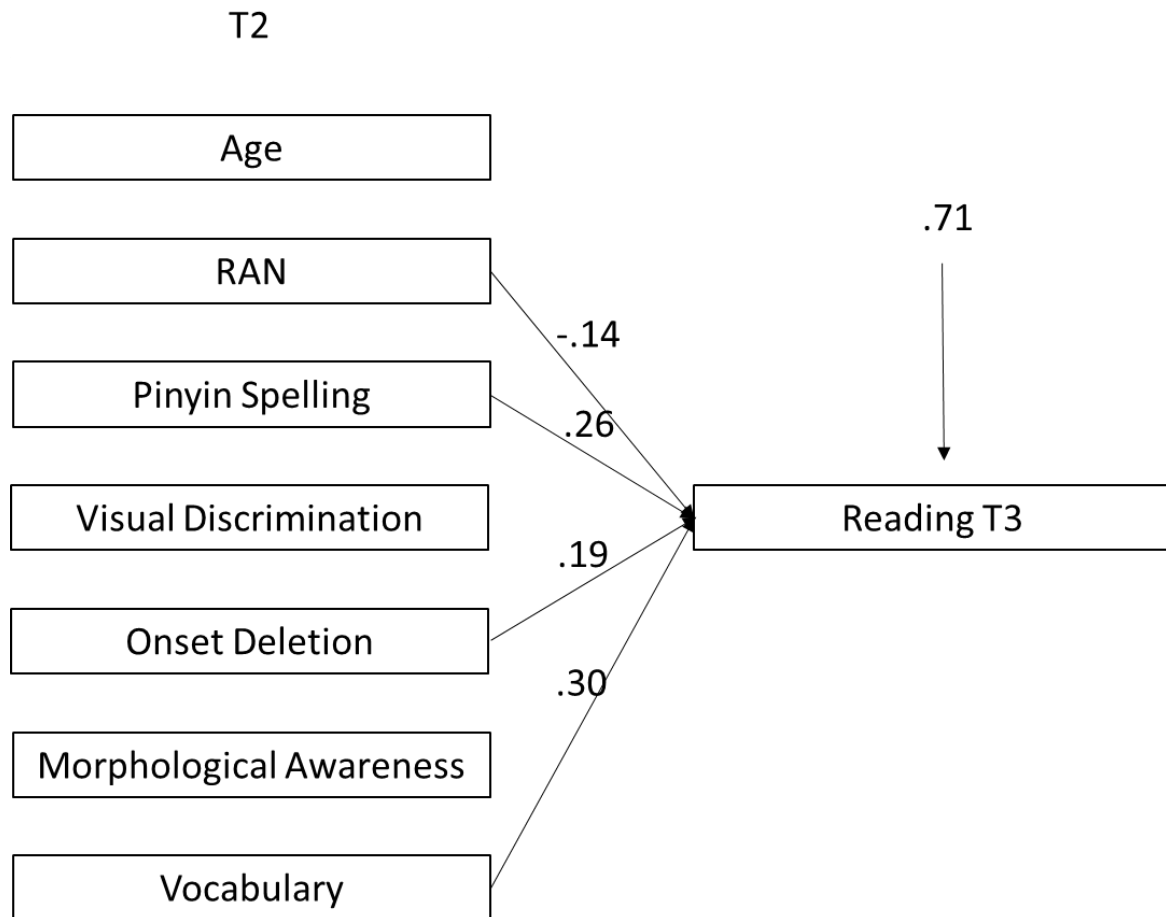 T2
Age
.71
RAN
-.14
Pinyin Spelling
.26
Visual Discrimination
Reading T3
.19
Onset Deletion
.30
Morphological Awareness
Vocabulary